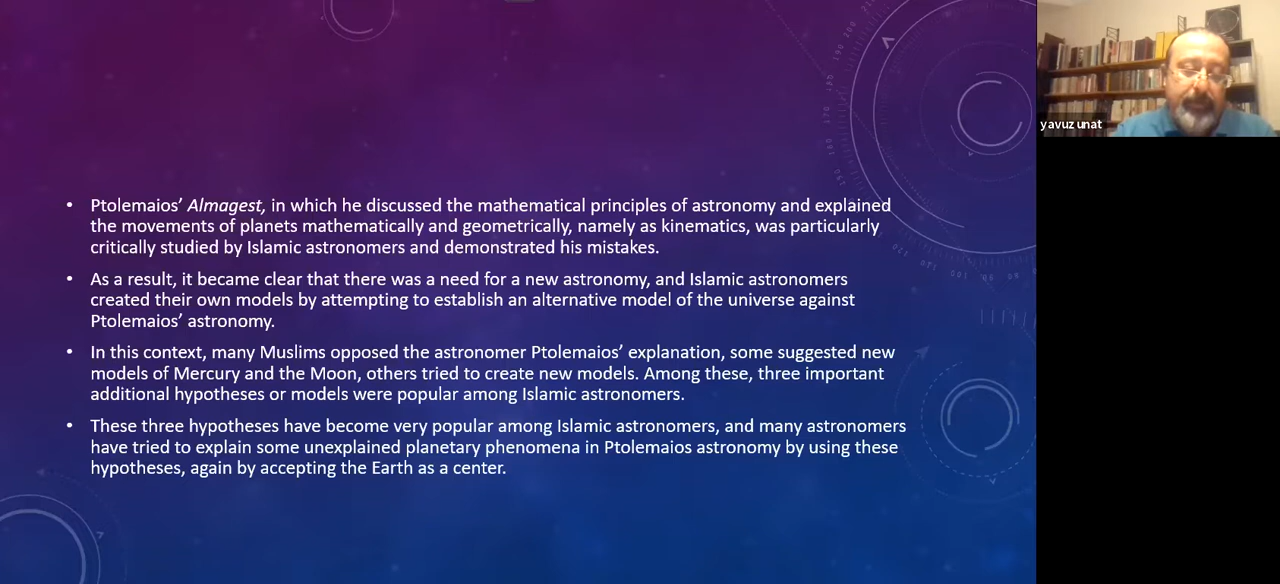 • Ptolemaios' Almagest, in which he discussed the mathematical principles of astronomy and explained
the movements of planets mathematically and geometrically, namely as kinematics, was particularly
critically studied by Islamic astronomers and demonstrated his mistakes.
• As a result, it became clear that there was a need for a new astronomy, and Islamic astronomers
created their own models by attempting to establish an alternative model of the universe against
Ptolemaios' astronomy.
• In this context, many Muslims opposed the astronomer Ptolemaios' explanation, some suggested new
models of Mercury and the Moon, others tried to create new models. Among these, three important
additional hypotheses or models were popular among Islamic astronomers.
• These three hypotheses have become very popular among Islamic astronomers, and many astronomers
have tried to explain some unexplained planetary phenomena in Ptolemaios astronomy by using these
hypotheses, again by accepting the Earth as a center.
yavuz unat